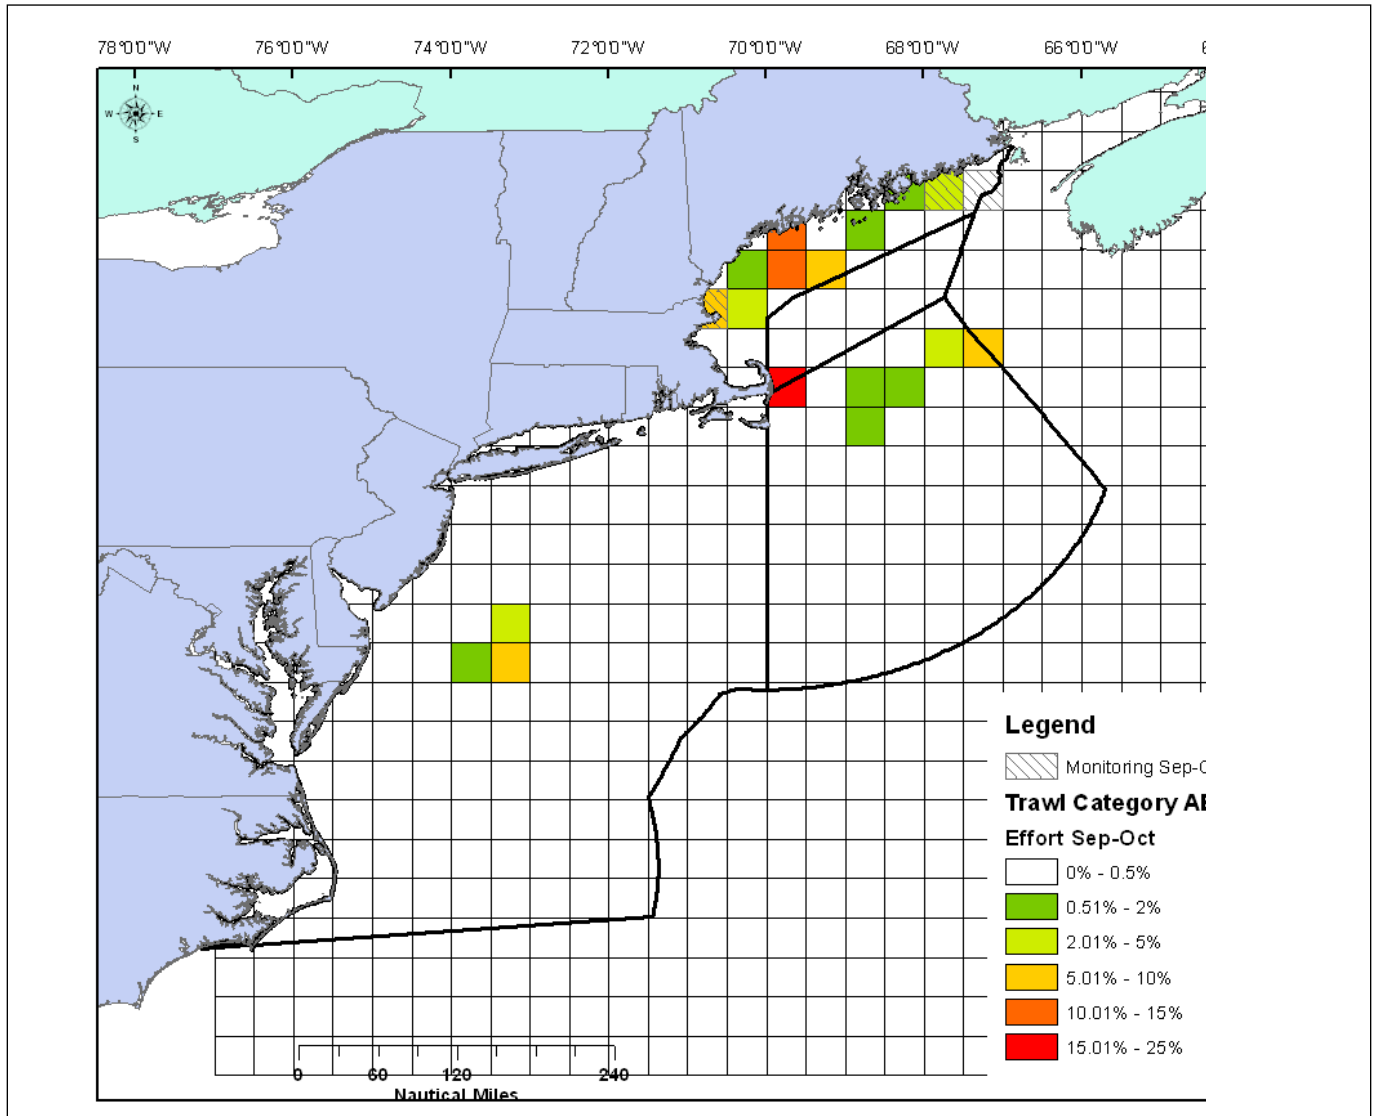 78°0'0"W 76°0'0"W 74°0'0"W 72°0'0"W 70°0'0"W 68°0'0"W 66°0'0"W 6
N
W E
S
Legend
Monitoring Sep-O
Trawl Category AB
Effort Sep-Oct
0% - 0.5%
0.51% - 2%
2.01% - 5%
5.01% - 10%
10.01% - 15%
15.01% - 25%
0 60 120 240
Nautical Miles